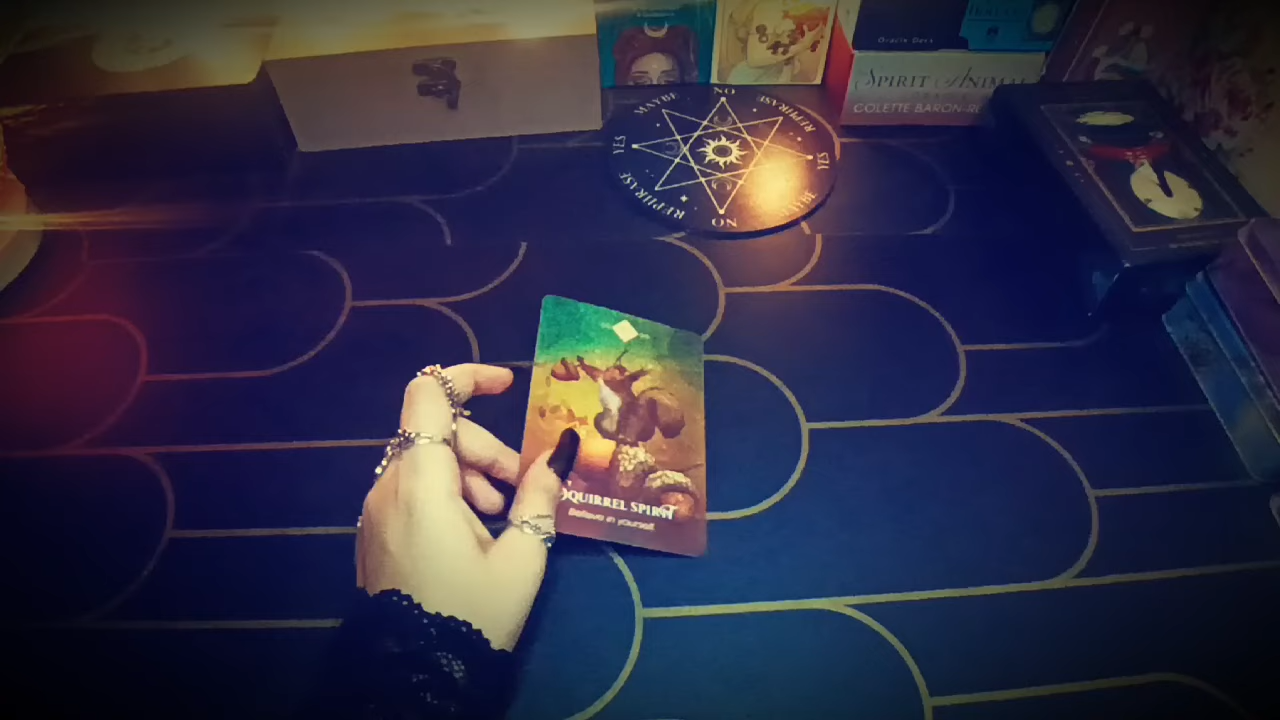 Oracle Deck
SPIRIT ANIMAL
COLETTE BARON-R
MAYBE
NO
REPHRASE
YES
YES
REPHRASE
NO
SQUIRREL SPIRIT
Believe in yourself.